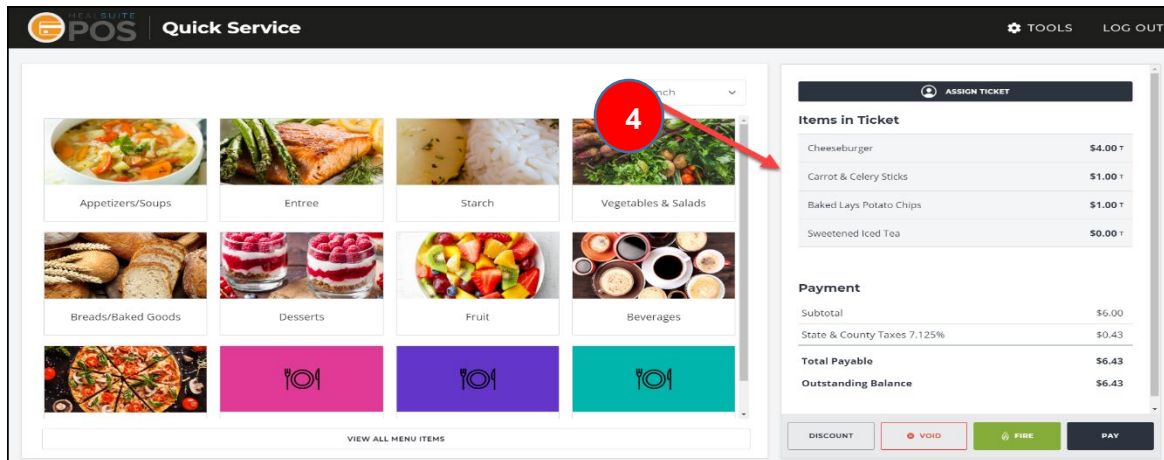 MEALSUITE
POS Quick Service
TOOLS LOG OUT
4
ASSIGN TICKET
Items in Ticket
Cheeseburger $4.00 T
Carrot & Celery Sticks $1.00 T
Baked Lays Potato Chips $1.00 T
Sweetened Iced Tea $0.00 T
Appetizers/Soups
Entree
Starch
Vegetables & Salads
Breads/Baked Goods
Desserts
Fruit
Beverages
VIEW ALL MENU ITEMS
Payment
Subtotal $6.00
State & County Taxes 7.125% $0.43
Total Payable $6.43
Outstanding Balance $6.43
DISCOUNT
VOID
FIRE
PAY